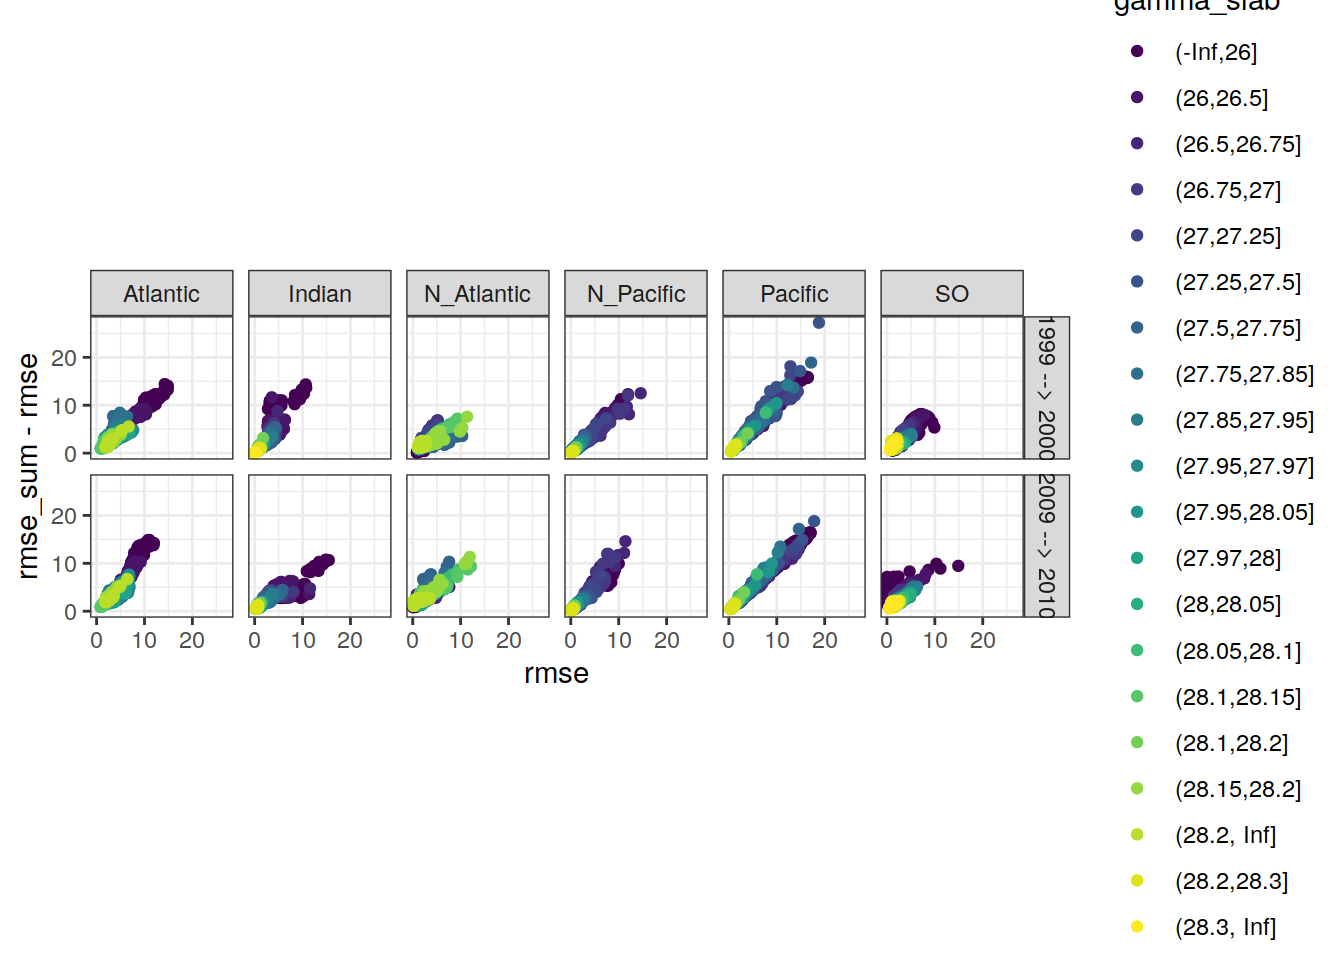 gamma_slab
(-Inf,26]
(26,26.5]
(26.5,26.75]
(26.75,27]
(27,27.25]
(27.25,27.5]
(27.5,27.75]
(27.75,27.85]
(27.85,27.95]
(27.95,27.97]
(27.95,28.05]
(27.97,28]
(28,28.05]
(28.05,28.1]
(28.1,28.15]
(28.1,28.2]
(28.15,28.2]
(28.2, Inf]
(28.2,28.3]
(28.3, Inf]
Atlantic Indian N_Atlantic N_Pacific Pacific SO
1999 --> 2000
2009 --> 2010
rmse_sum - rmse
20
10
0
20
10
0
0 10 20 0 10 20 0 10 20 0 10 20 0 10 20 0 10 20
rmse